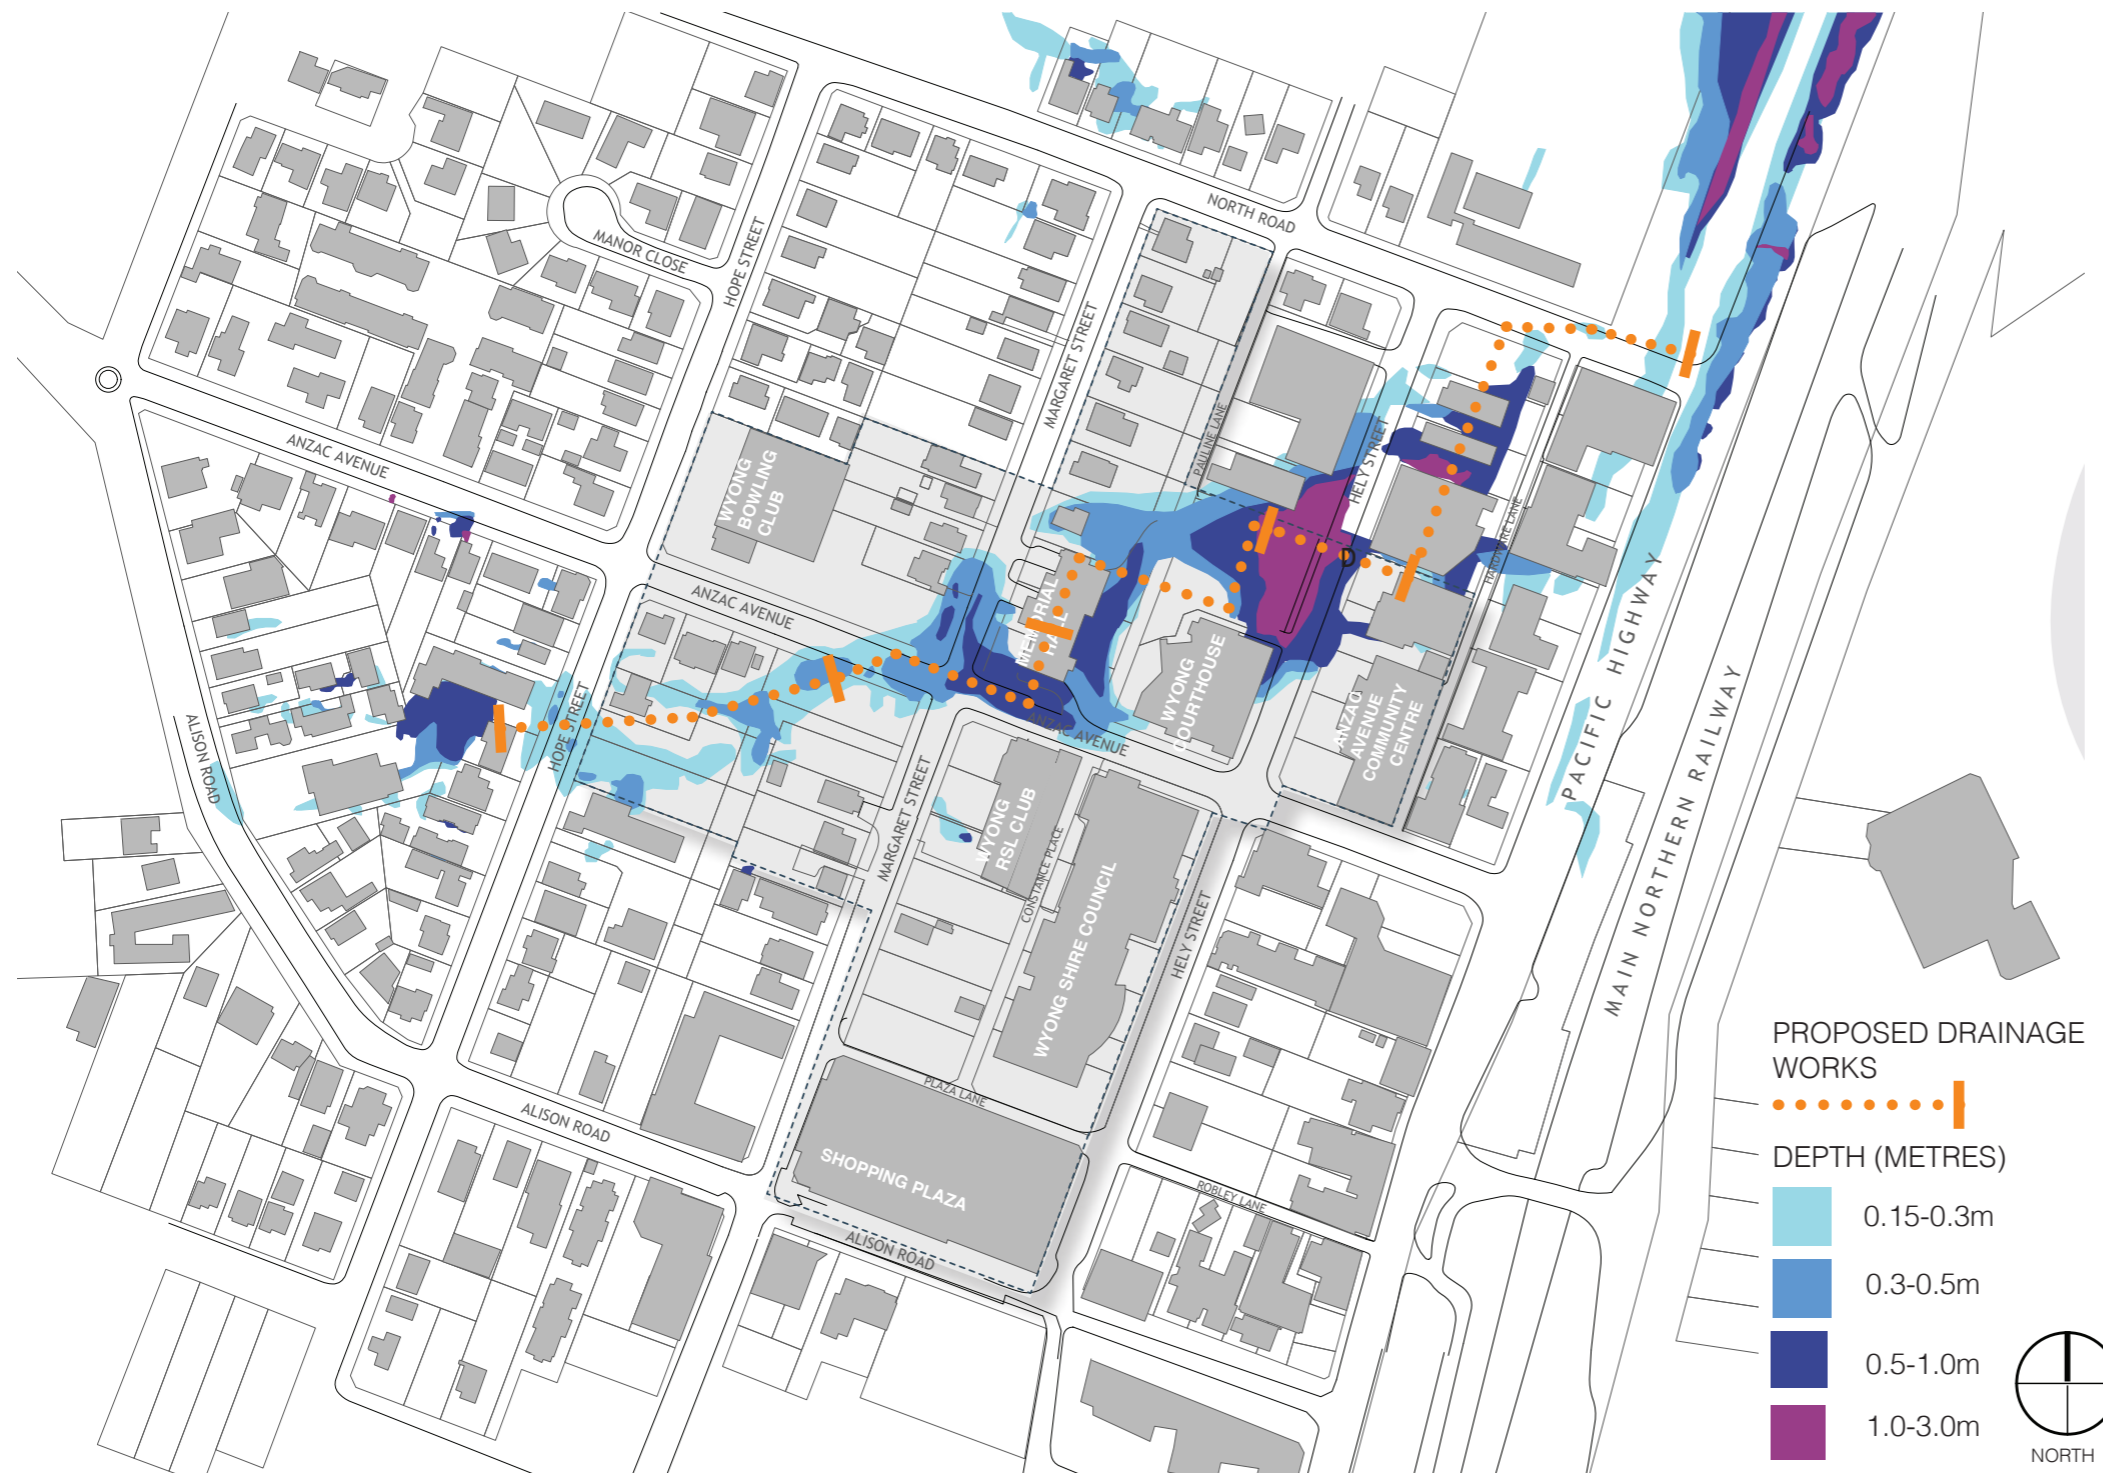 NORTH ROAD
MANOR CLOSE
HOPE STREET
MARGARET STREET
PAULINE LANE
HELY STREET
ANZAC AVENUE
WYONG
BOWLING
CLUB
HARDWARE LANE
ANZAC AVENUE
MEMORIAL
HALL
D
WYONG
COURTHOUSE
ANZAC
AVENUE
COMMUNITY
CENTRE
PACIFIC HIGHWAY
MAIN NORTHERN RAILWAY
ALISON ROAD
HOPE STREET
ANZAC AVENUE
MARGARET STREET
WYONG
RSL CLUB
CONSTANCE PLACE
WYONG SHIRE COUNCIL
HELY STREET
PLAZA LANE
ALISON ROAD
SHOPPING PLAZA
ROBLEY LANE
ALISON ROAD
PROPOSED DRAINAGE
WORKS
DEPTH (METRES)
0.15-0.3m
0.3-0.5m
0.5-1.0m
1.0-3.0m
NORTH